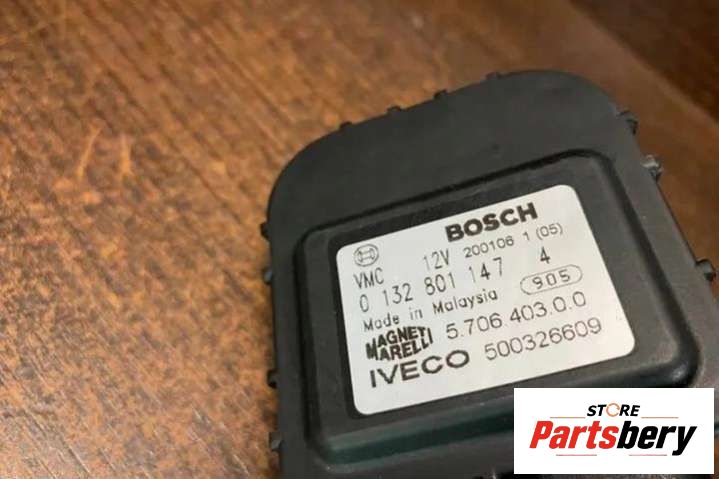 BOSCH
VMC 12V 200106 1 (05)
0 132 801 147 4
Made in Malaysia 905
MAGNETI MARELLI 5.706.403.0.0
IVECO 500326609
STORE
Partsbery